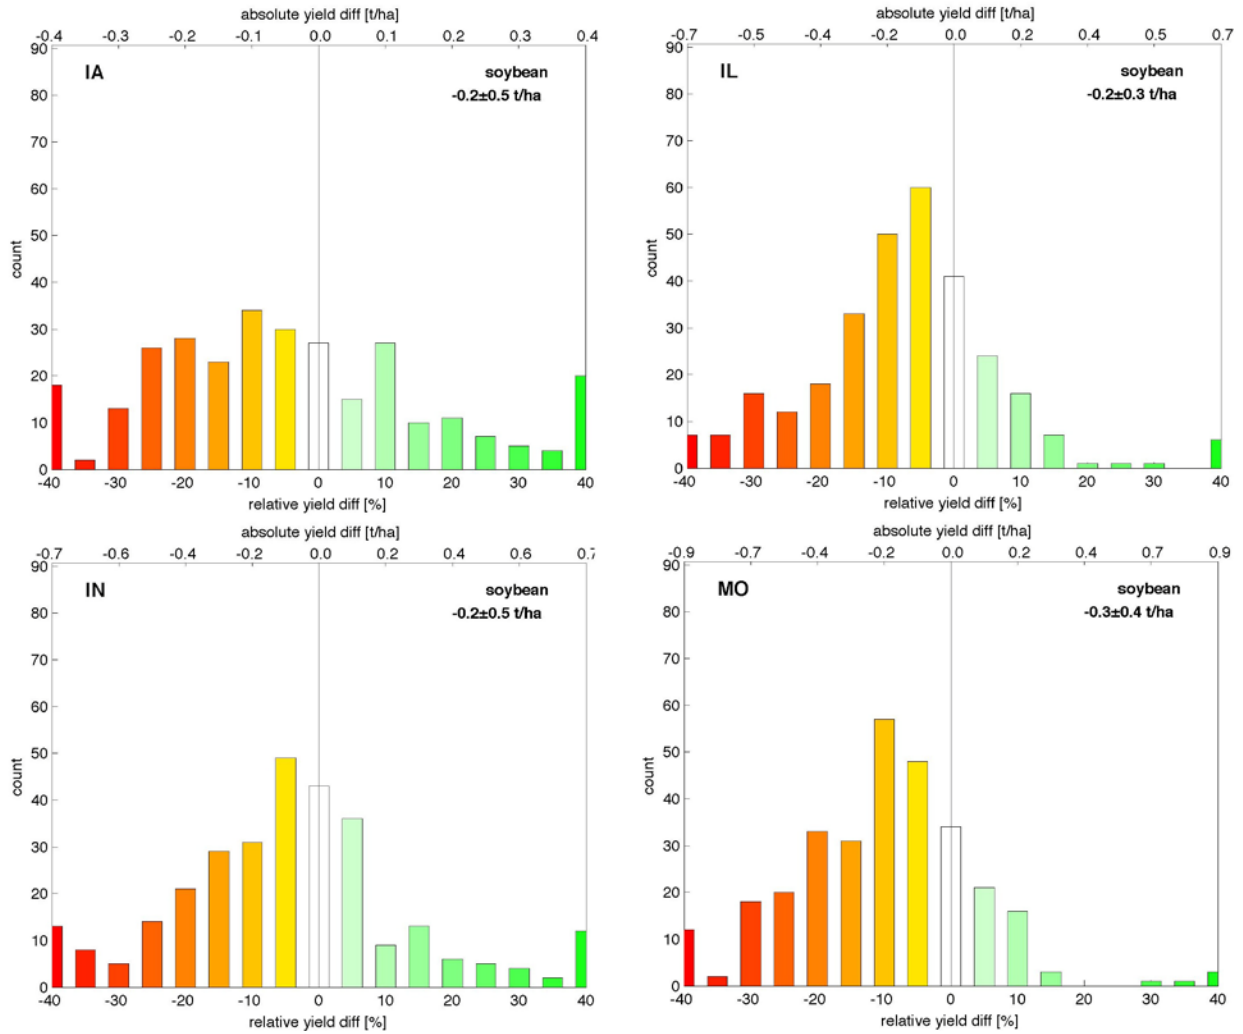 absolute yield diff [t/ha]
-0.4 -0.3 -0.2 -0.1 0.0 0.1 0.2 0.3 0.4
90
IA
soybean
-0.2±0.5 t/ha
80
70
60
50
count
40
30
20
10
0
-40 -30 -20 -10 0 10 20 30 40
relative yield diff [%]
absolute yield diff [t/ha]
-0.7 -0.5 -0.4 -0.2 0.0 0.2 0.4 0.5 0.7
90
IL
soybean
-0.2±0.3 t/ha
80
70
60
50
count
40
30
20
10
0
-40 -30 -20 -10 0 10 20 30 40
relative yield diff [%]
absolute yield diff [t/ha]
-0.7 -0.6 -0.4 -0.2 0.0 0.2 0.4 0.6 0.7
90
IN
soybean
-0.2±0.5 t/ha
80
70
60
50
count
40
30
20
10
0
-40 -30 -20 -10 0 10 20 30 40
relative yield diff [%]
absolute yield diff [t/ha]
-0.9 -0.7 -0.4 -0.2 0.0 0.2 0.4 0.7 0.9
90
MO
soybean
-0.3±0.4 t/ha
80
70
60
50
count
40
30
20
10
0
-40 -30 -20 -10 0 10 20 30 40
relative yield diff [%]